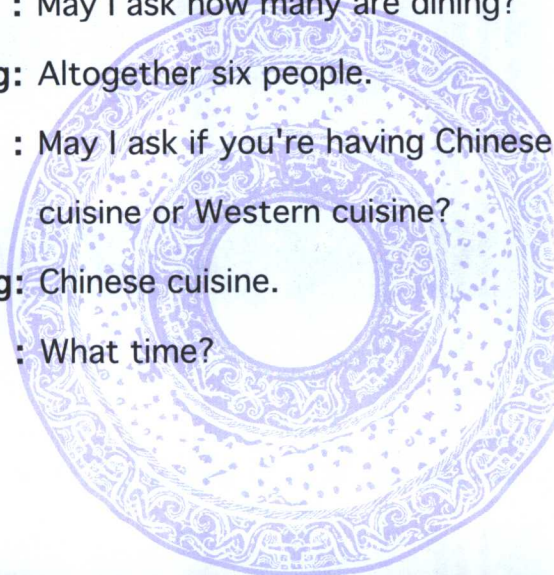 : May I ask how many are dining?
g: Altogether six people.
: May I ask if you're having Chinese
cuisine or Western cuisine?
g: Chinese cuisine.
: What time?